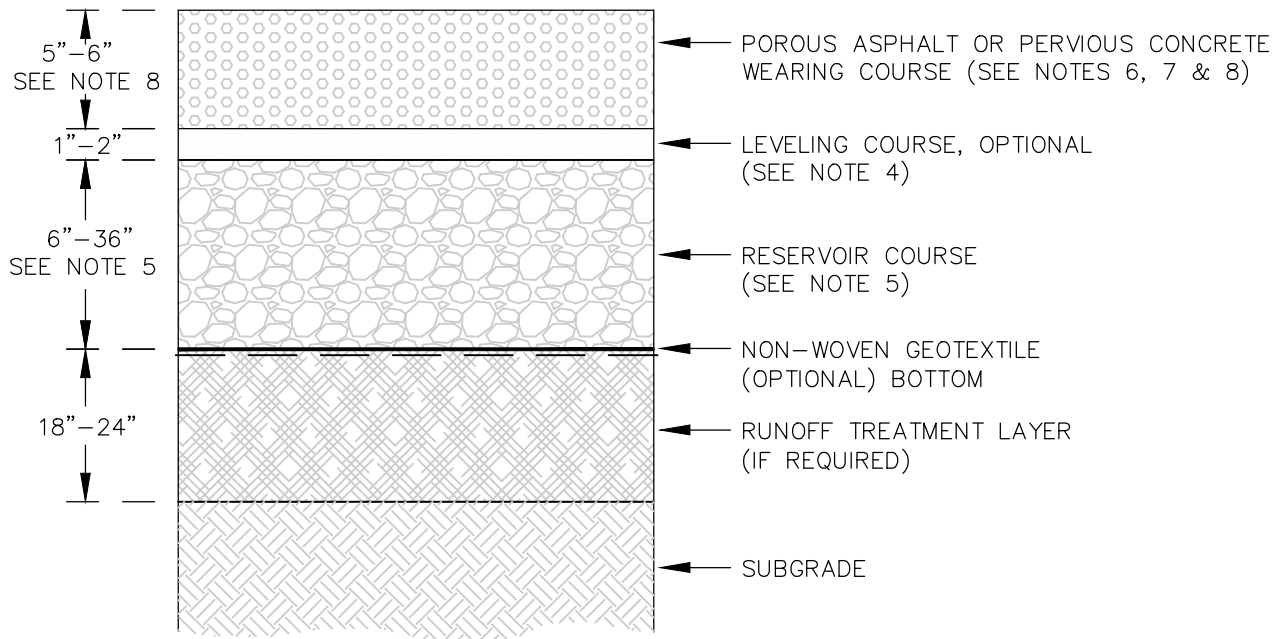 5”–6”
SEE NOTE 8
POROUS ASPHALT OR PERVIOUS CONCRETE
WEARING COURSE (SEE NOTES 6, 7 & 8)
1”–2”
LEVELING COURSE, OPTIONAL
(SEE NOTE 4)
6”–36”
SEE NOTE 5
RESERVOIR COURSE
(SEE NOTE 5)
NON–WOVEN GEOTEXTILE
(OPTIONAL) BOTTOM
18”–24”
RUNOFF TREATMENT LAYER
(IF REQUIRED)
SUBGRADE